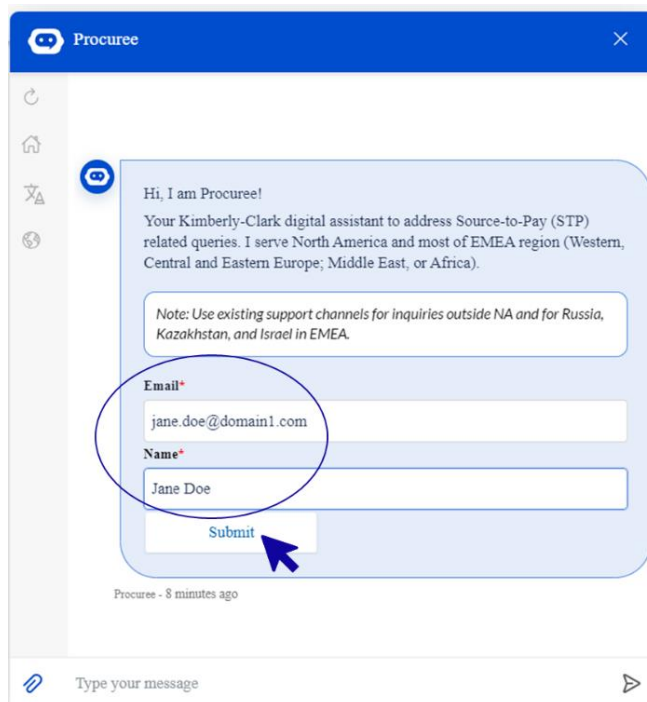 Procuree
Hi, I am Procuree!
Your Kimberly-Clark digital assistant to address Source-to-Pay (STP)
related queries. I serve North America and most of EMEA region (Western,
Central and Eastern Europe; Middle East, or Africa).
Note: Use existing support channels for inquiries outside NA and for Russia,
Kazakhstan, and Israel in EMEA.
Email*
jane.doe@domain1.com
Name*
Jane Doe
Submit
Procuree - 8 minutes ago
Type your message